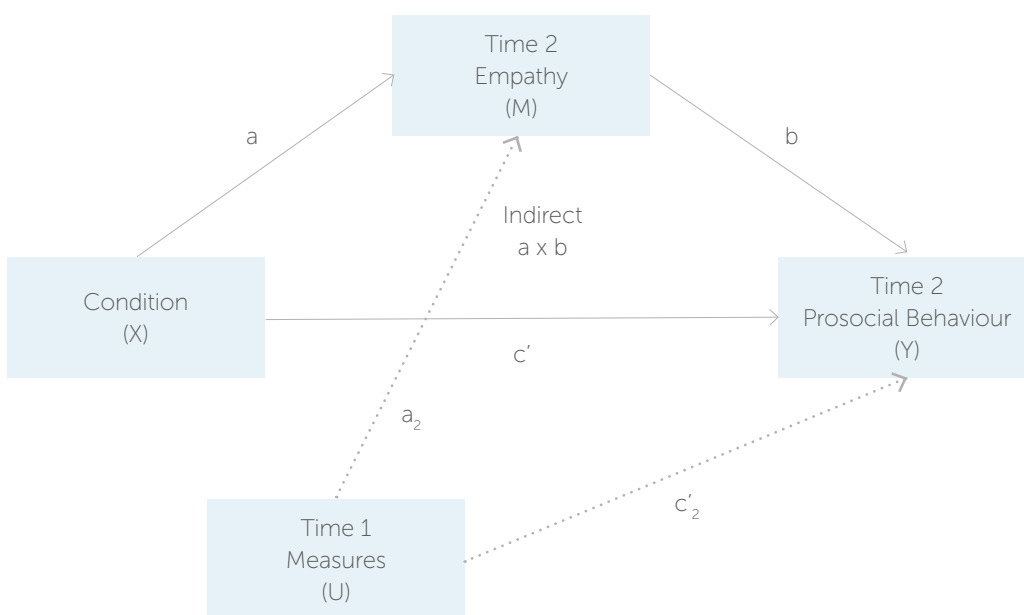 Time 2
Empathy
(M)
a
b
Indirect
a x b
Condition
(X)
Time 2
Prosocial Behaviour
(Y)
c’
a₂
c’₂
Time 1
Measures
(U)